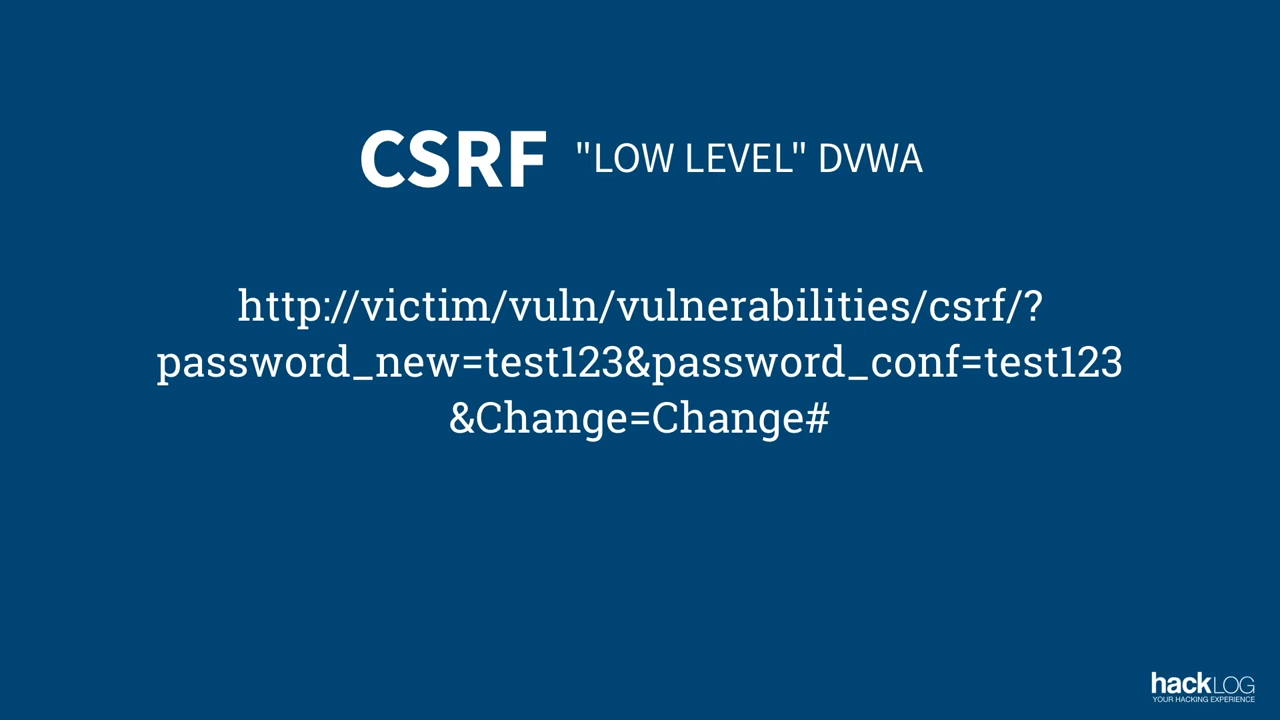 CSRF "LOW LEVEL" DVWA
http://victim/vuln/vulnerabilities/csrf/?
password_new=test123&password_conf=test123
&Change=Change#
hackLOG
YOUR HACKING EXPERIENCE